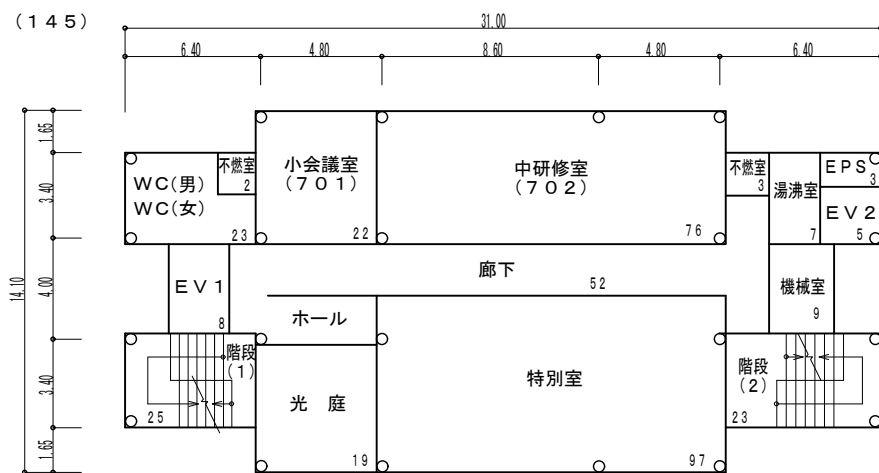 (145)
31.00
6.40 4.80 8.60 4.80 6.40
1.65
3.40
4.00
3.40
1.65
14.10
不燃室
2
WC(男)
WC(女)
23
小会議室
(701)
22
中研修室
(702)
76
不燃室
3
湯沸室
7
EPS
3
EV2
5
EV1
8
廊下
52
機械室
9
ホール
階段
(1)
25
光 庭
19
特別室
97
階段
(2)
23